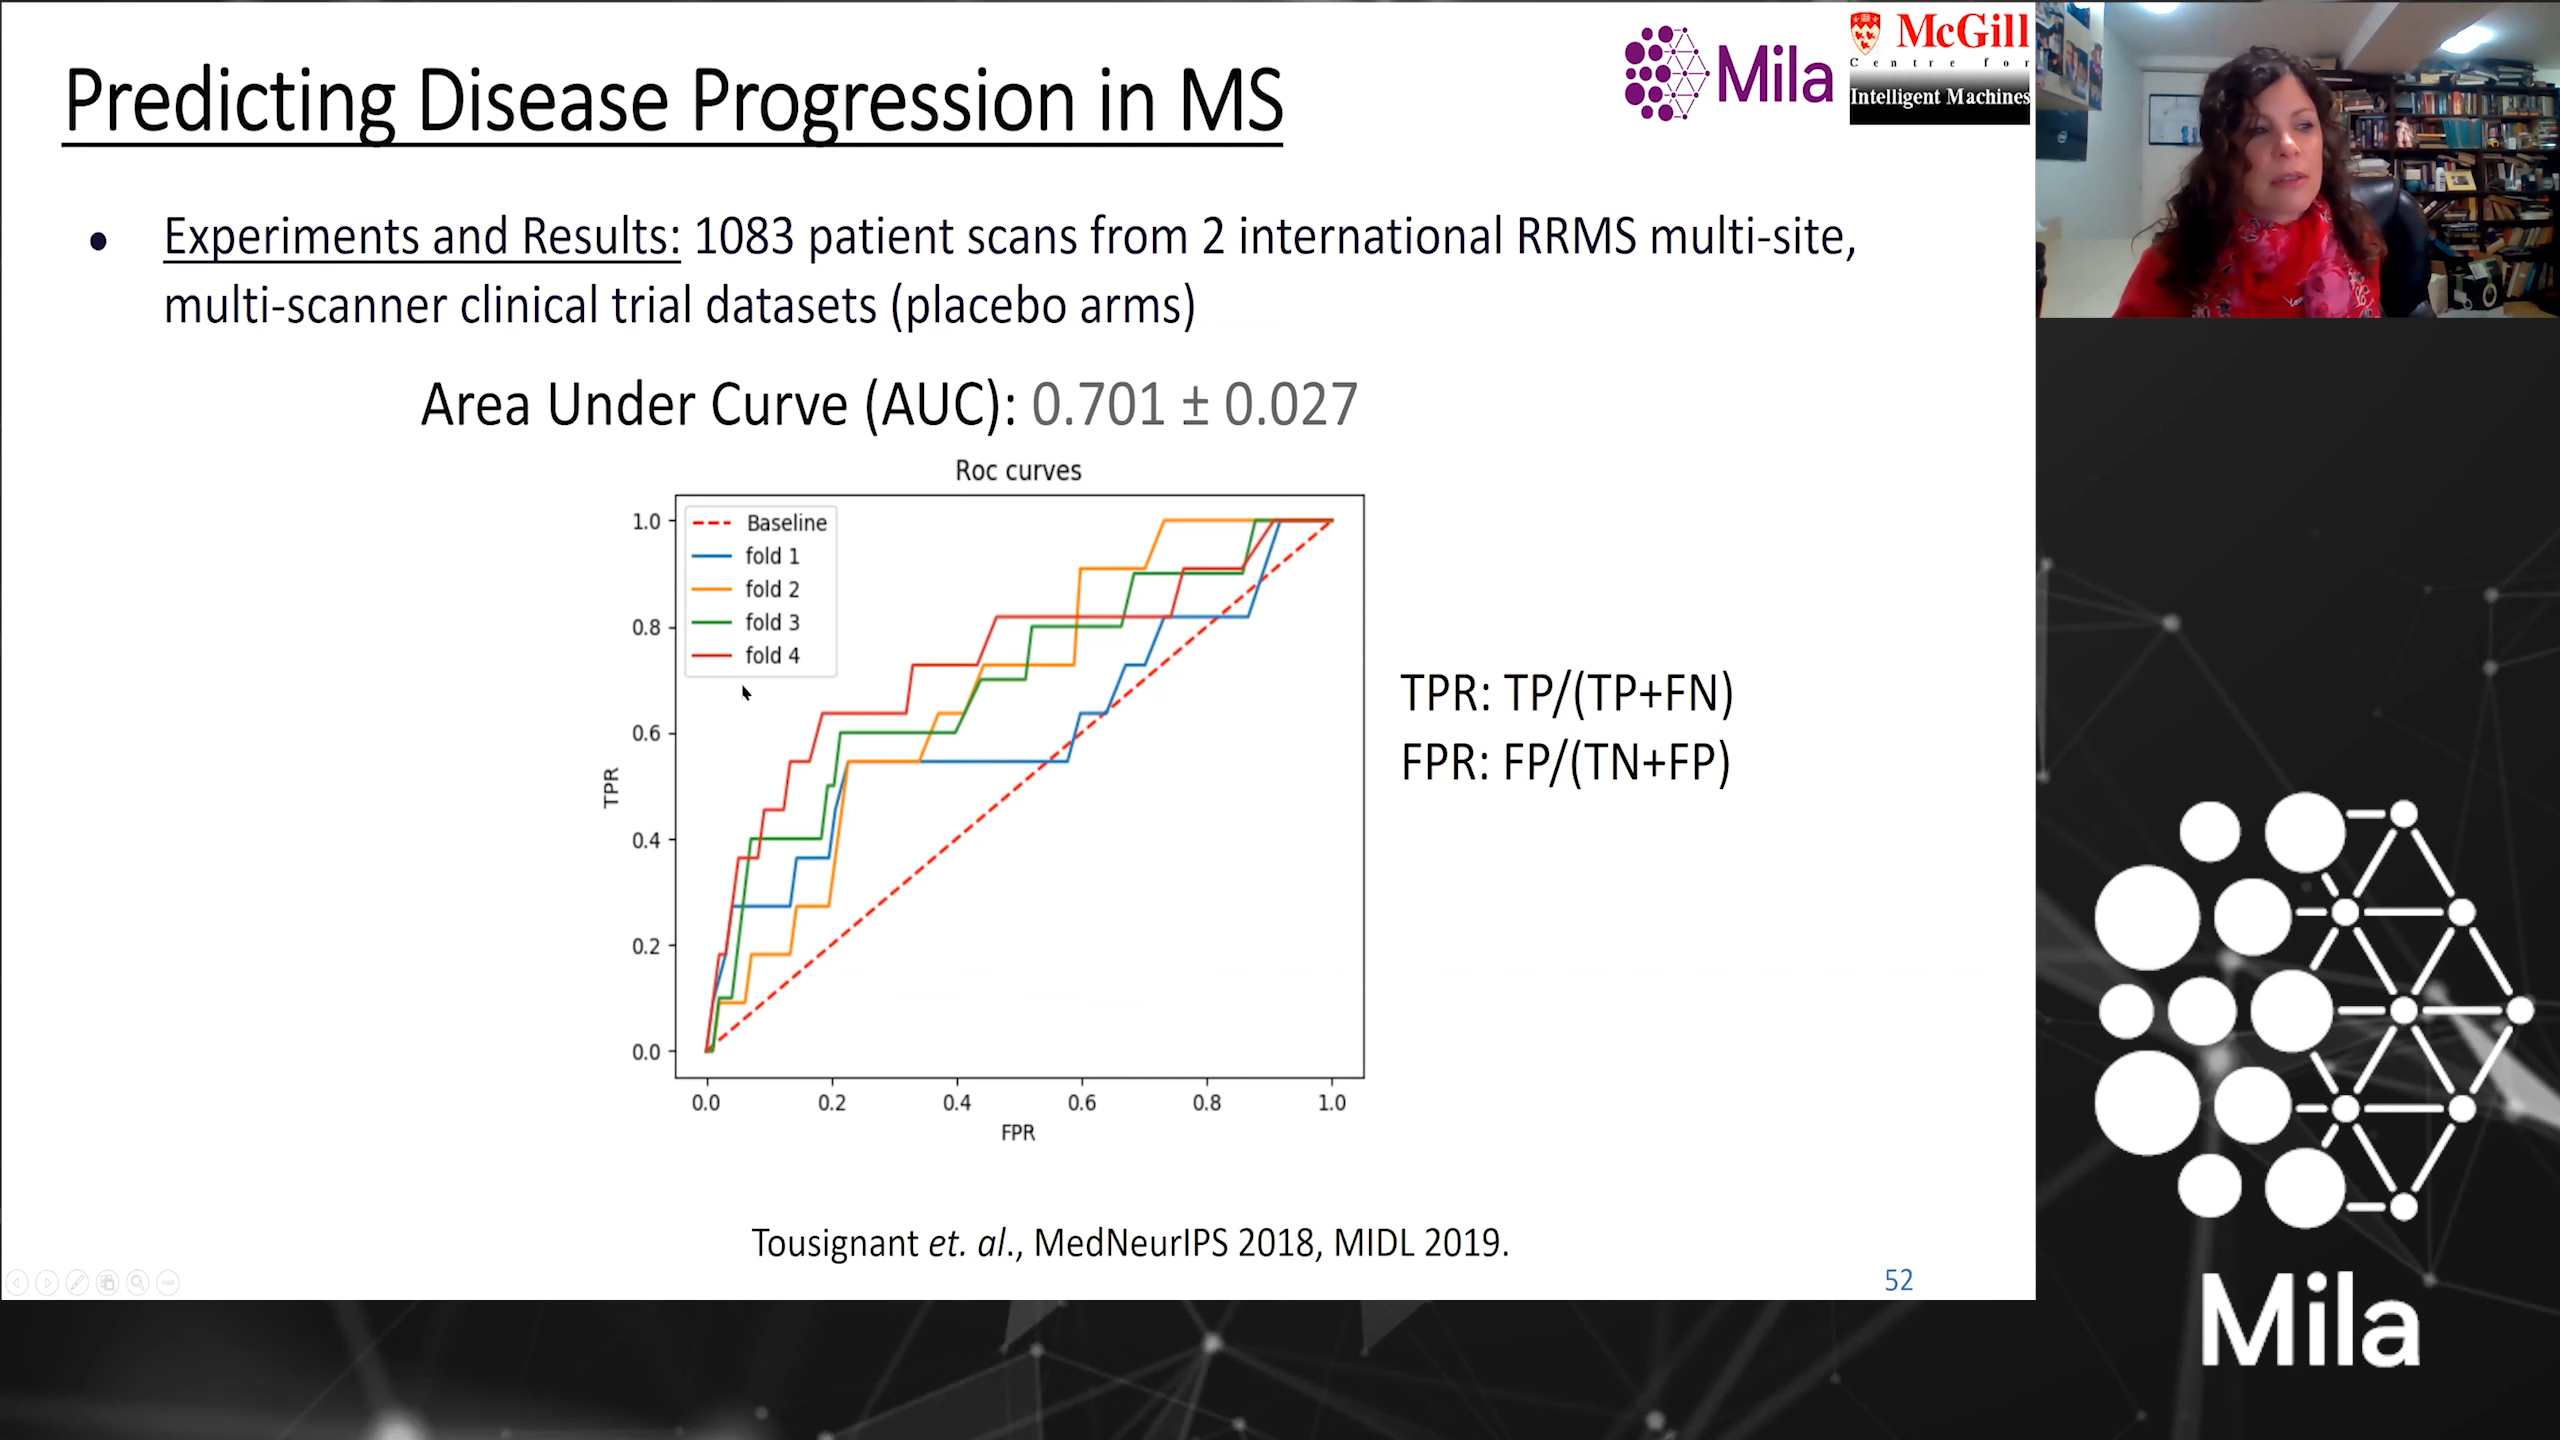 Predicting Disease Progression in MS
Mila
McGill
Centre for
Intelligent Machines
• Experiments and Results: 1083 patient scans from 2 international RRMS multi-site,
multi-scanner clinical trial datasets (placebo arms)
Area Under Curve (AUC): 0.701 ± 0.027
Roc curves
1.0
0.8
0.6
0.4
0.2
0.0
TPR
Baseline
fold 1
fold 2
fold 3
fold 4
0.0 0.2 0.4 0.6 0.8 1.0
FPR
TPR: TP/(TP+FN)
FPR: FP/(TN+FP)
Tousignant et. al., MedNeurIPS 2018, MIDL 2019.
52
Mila